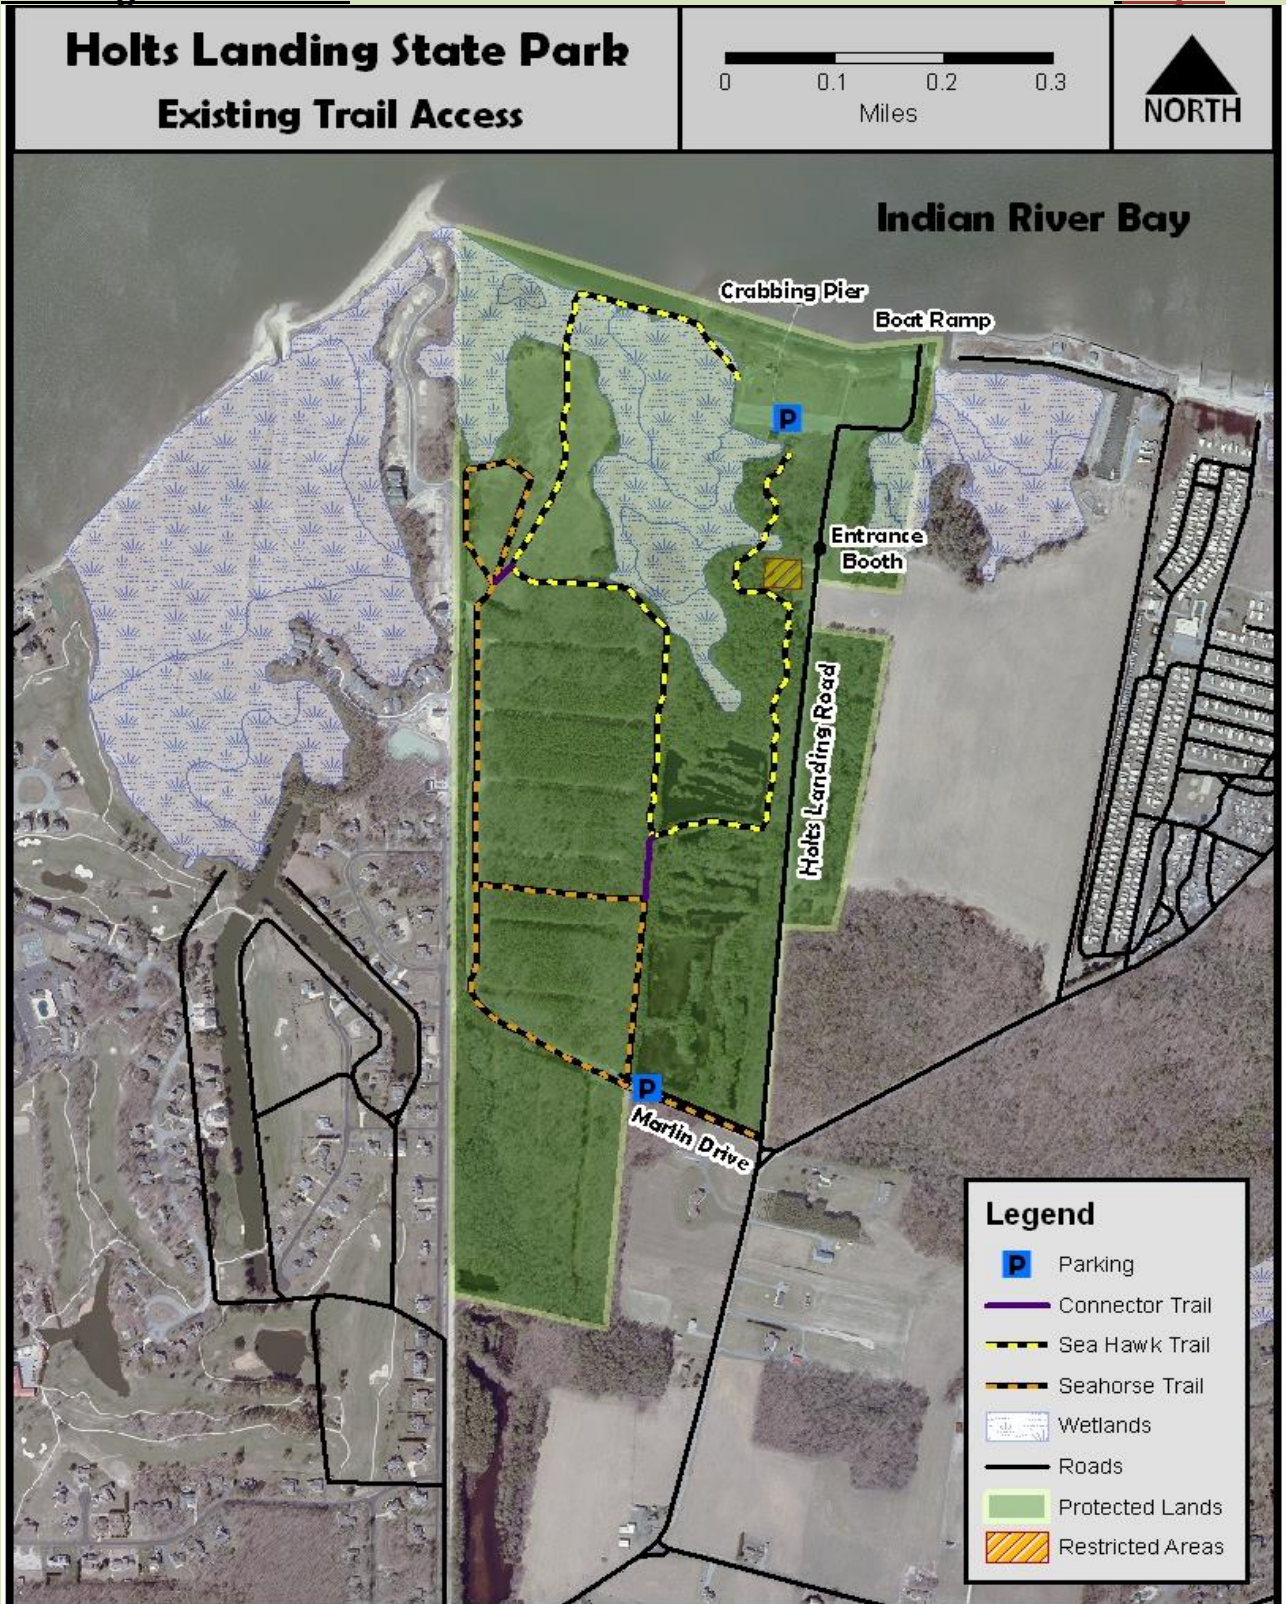 Holts Landing State Park
Existing Trail Access
0 0.1 0.2 0.3
Miles
NORTH
Indian River Bay
Crabbing Pier
Boat Ramp
P
Entrance
Booth
Holts Landing Road
P
Marlin Drive
Legend
P Parking
Connector Trail
Sea Hawk Trail
Seahorse Trail
Wetlands
Roads
Protected Lands
Restricted Areas